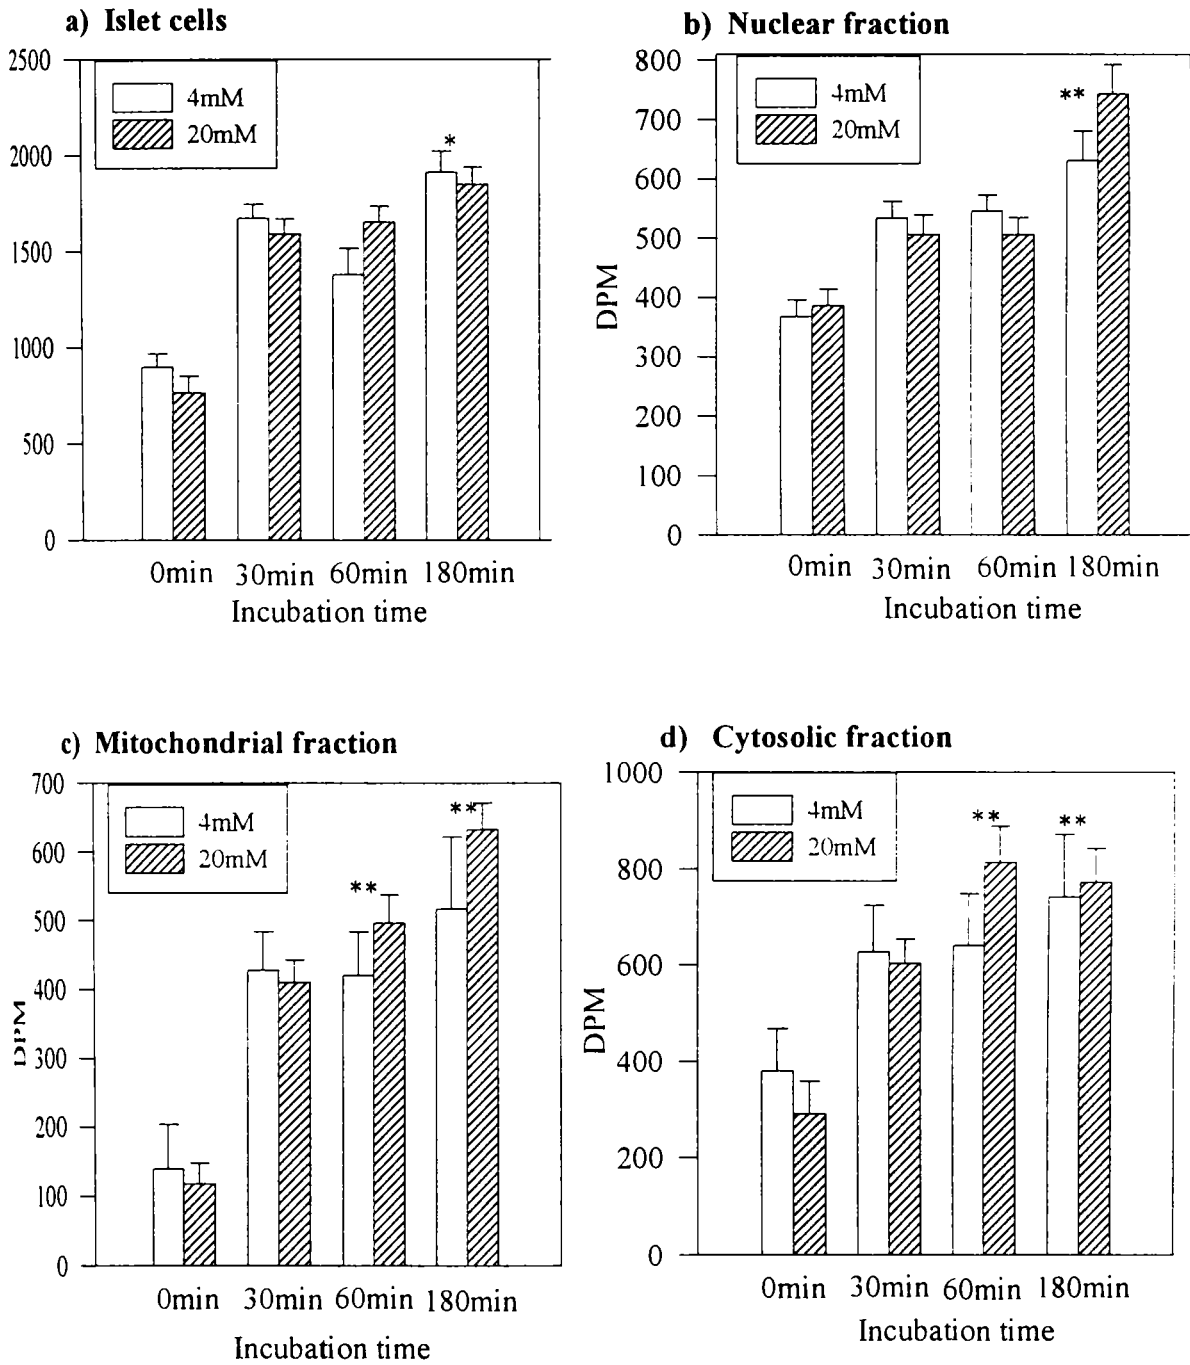 a) Islet cells
2500
2000
1500
1000
500
0
4mM
20mM
*
0min 30min 60min 180min
Incubation time
b) Nuclear fraction
DPM
800
700
600
500
400
300
200
100
0
4mM
20mM
**
0min 30min 60min 180min
Incubation time
c) Mitochondrial fraction
DPM
700
600
500
400
300
200
100
0
4mM
20mM
**
**
0min 30min 60min 180min
Incubation time
d) Cytosolic fraction
DPM
1000
800
600
400
200
0
4mM
20mM
**
**
0min 30min 60min 180min
Incubation time